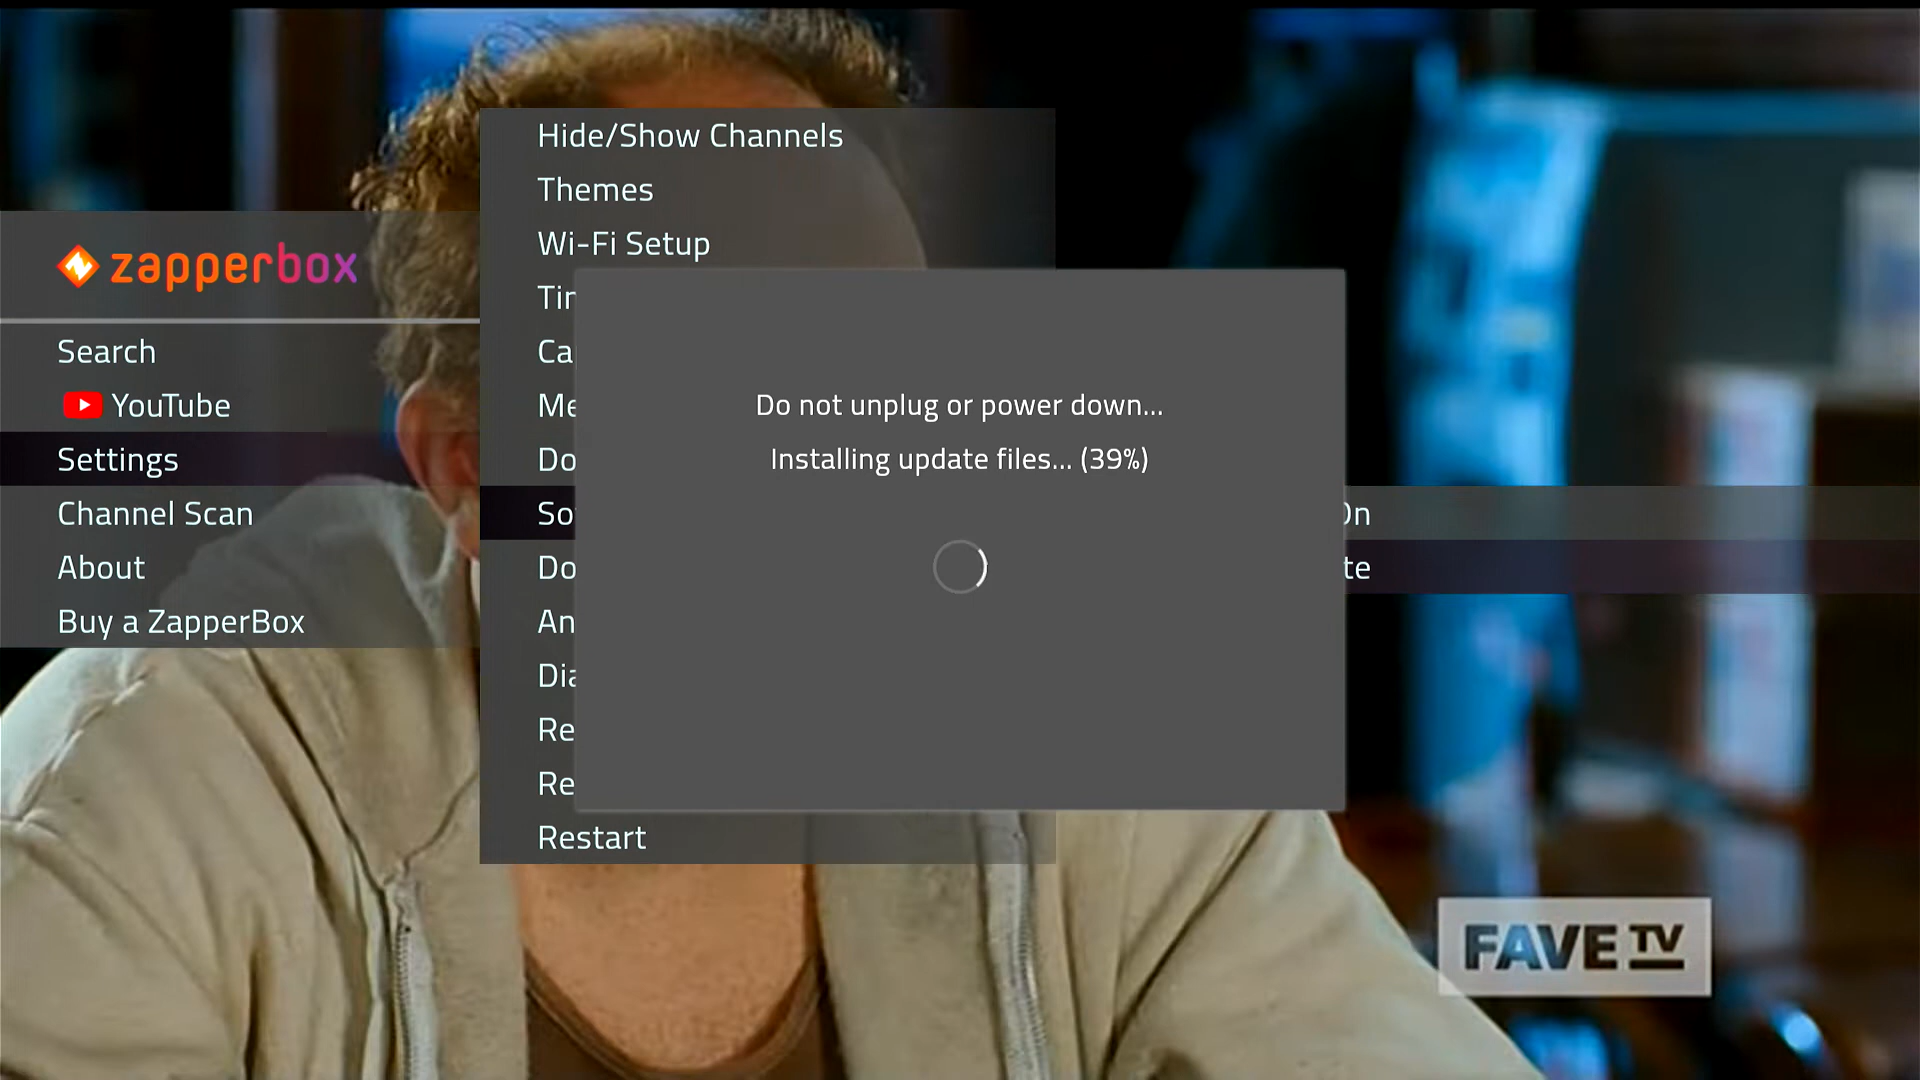 zapperbox
Search
YouTube
Settings
Channel Scan
About
Buy a ZapperBox
Hide/Show Channels
Themes
Wi-Fi Setup
Restart
Do not unplug or power down...
Installing update files... (39%)
On
FAVE TV